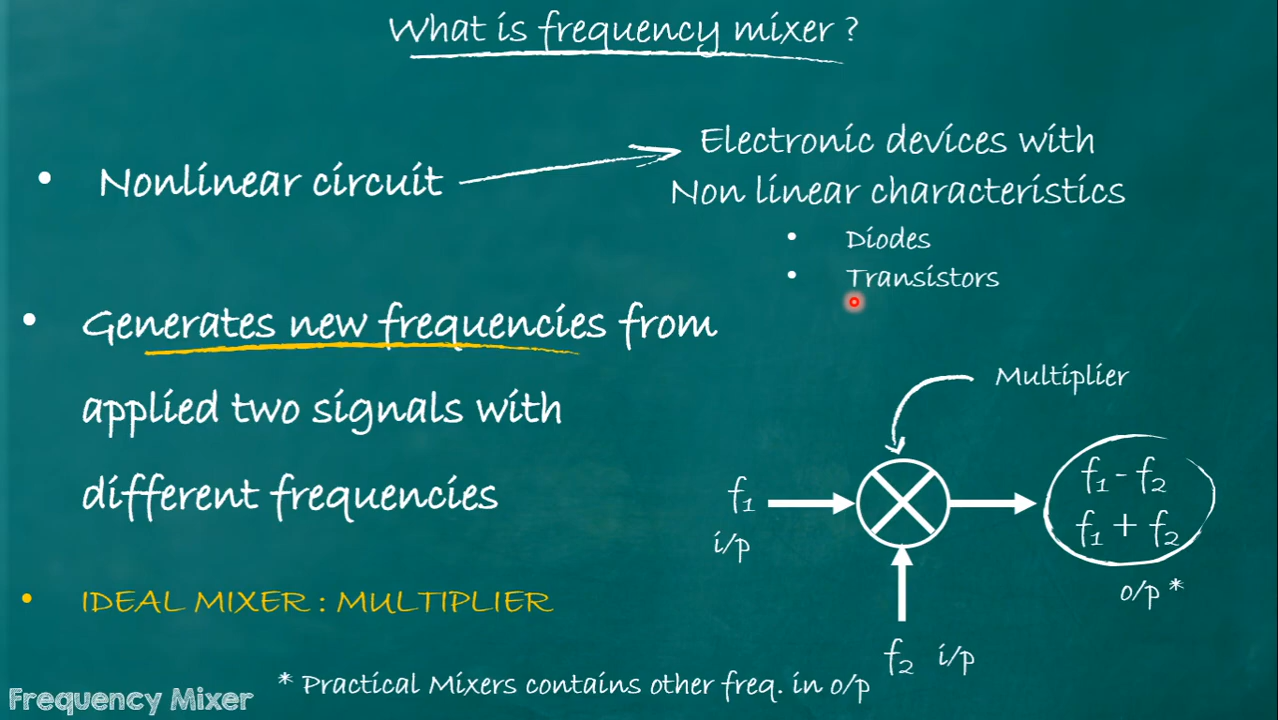 What is frequency mixer ?
• Nonlinear circuit
Electronic devices with
Non linear characteristics
• Diodes
• Transistors
• Generates new frequencies from
applied two signals with
different frequencies
• IDEAL MIXER : MULTIPLIER
Multiplier
f₁
i/p
f₁ - f₂
f₁ + f₂
o/p *
f₂ i/p
* Practical Mixers contains other freq. in o/p
Frequency Mixer